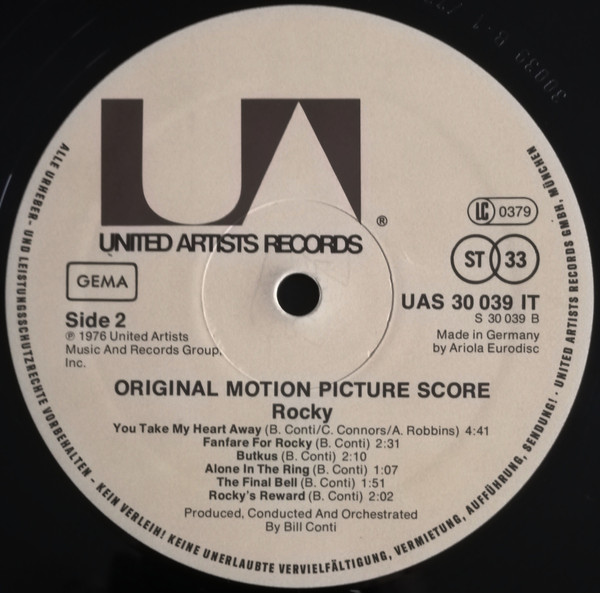 UA
®
UNITED ARTISTS RECORDS
LC 0379
GEMA
ST 33
UAS 30 039 IT
Side 2
S 30 039 B
℗ 1976 United Artists
Music And Records Group,
Inc.
Made in Germany
by Ariola Eurodisc
ORIGINAL MOTION PICTURE SCORE
Rocky
You Take My Heart Away (B. Conti/C. Connors/A. Robbins) 4:41
Fanfare For Rocky (B. Conti) 2:31
Butkus (B. Conti) 2:10
Alone In The Ring (B. Conti) 1:07
The Final Bell (B. Conti) 1:51
Rocky's Reward (B. Conti) 2:02
Produced, Conducted And Orchestrated
By Bill Conti
ALLE URHEBER- UND LEISTUNGSSCHUTZRECHTE VORBEHALTEN - KEIN VERLEIH! KEINE UNERLAUBTE VERVIELFÄLTIGUNG, VERMIETUNG, AUFFÜHRUNG, SENDUNG! · UNITED ARTISTS RECORDS GMBH, MÜNCHEN